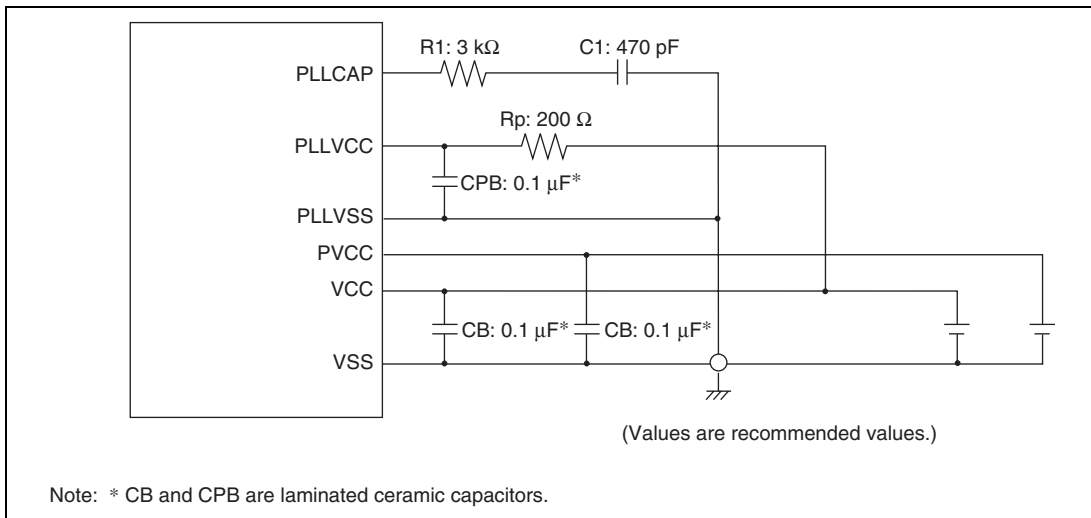 R1: 3 kΩ
C1: 470 pF
PLLCAP
Rp: 200 Ω
PLLVCC
CPB: 0.1 μF*
PLLVSS
PVCC
VCC
CB: 0.1 μF*
CB: 0.1 μF*
VSS
(Values are recommended values.)
Note: * CB and CPB are laminated ceramic capacitors.